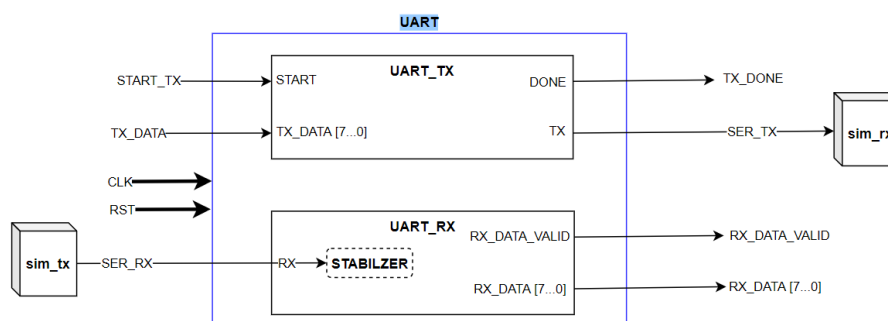 UART
UART_TX
START_TX
START
DONE
TX_DONE
TX_DATA
TX_DATA [7...0]
TX
SER_TX
sim_rx
CLK
RST
UART_RX
RX_DATA_VALID
RX_DATA_VALID
sim_tx
SER_RX
RX
STABILZER
RX_DATA [7...0]
RX_DATA [7...0]